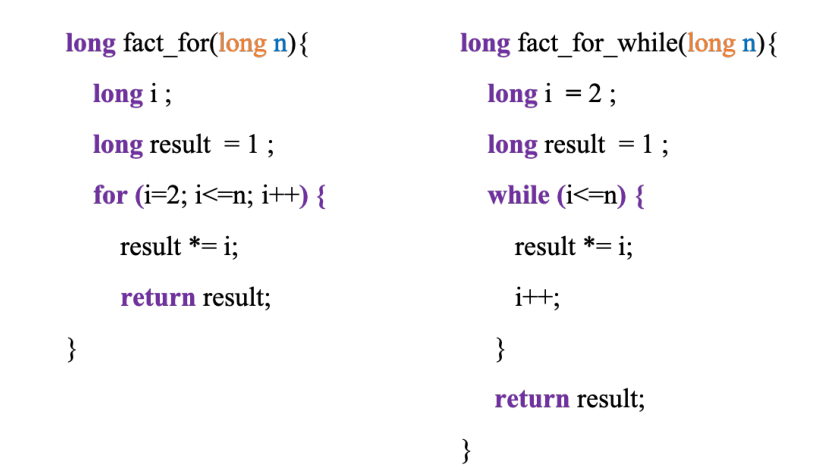 long fact_for(long n){
long i ;
long result = 1 ;
for (i=2; i<=n; i++) {
result *= i;
return result;
}
long fact_for_while(long n){
long i = 2 ;
long result = 1 ;
while (i<=n) {
result *= i;
i++;
}
return result;
}